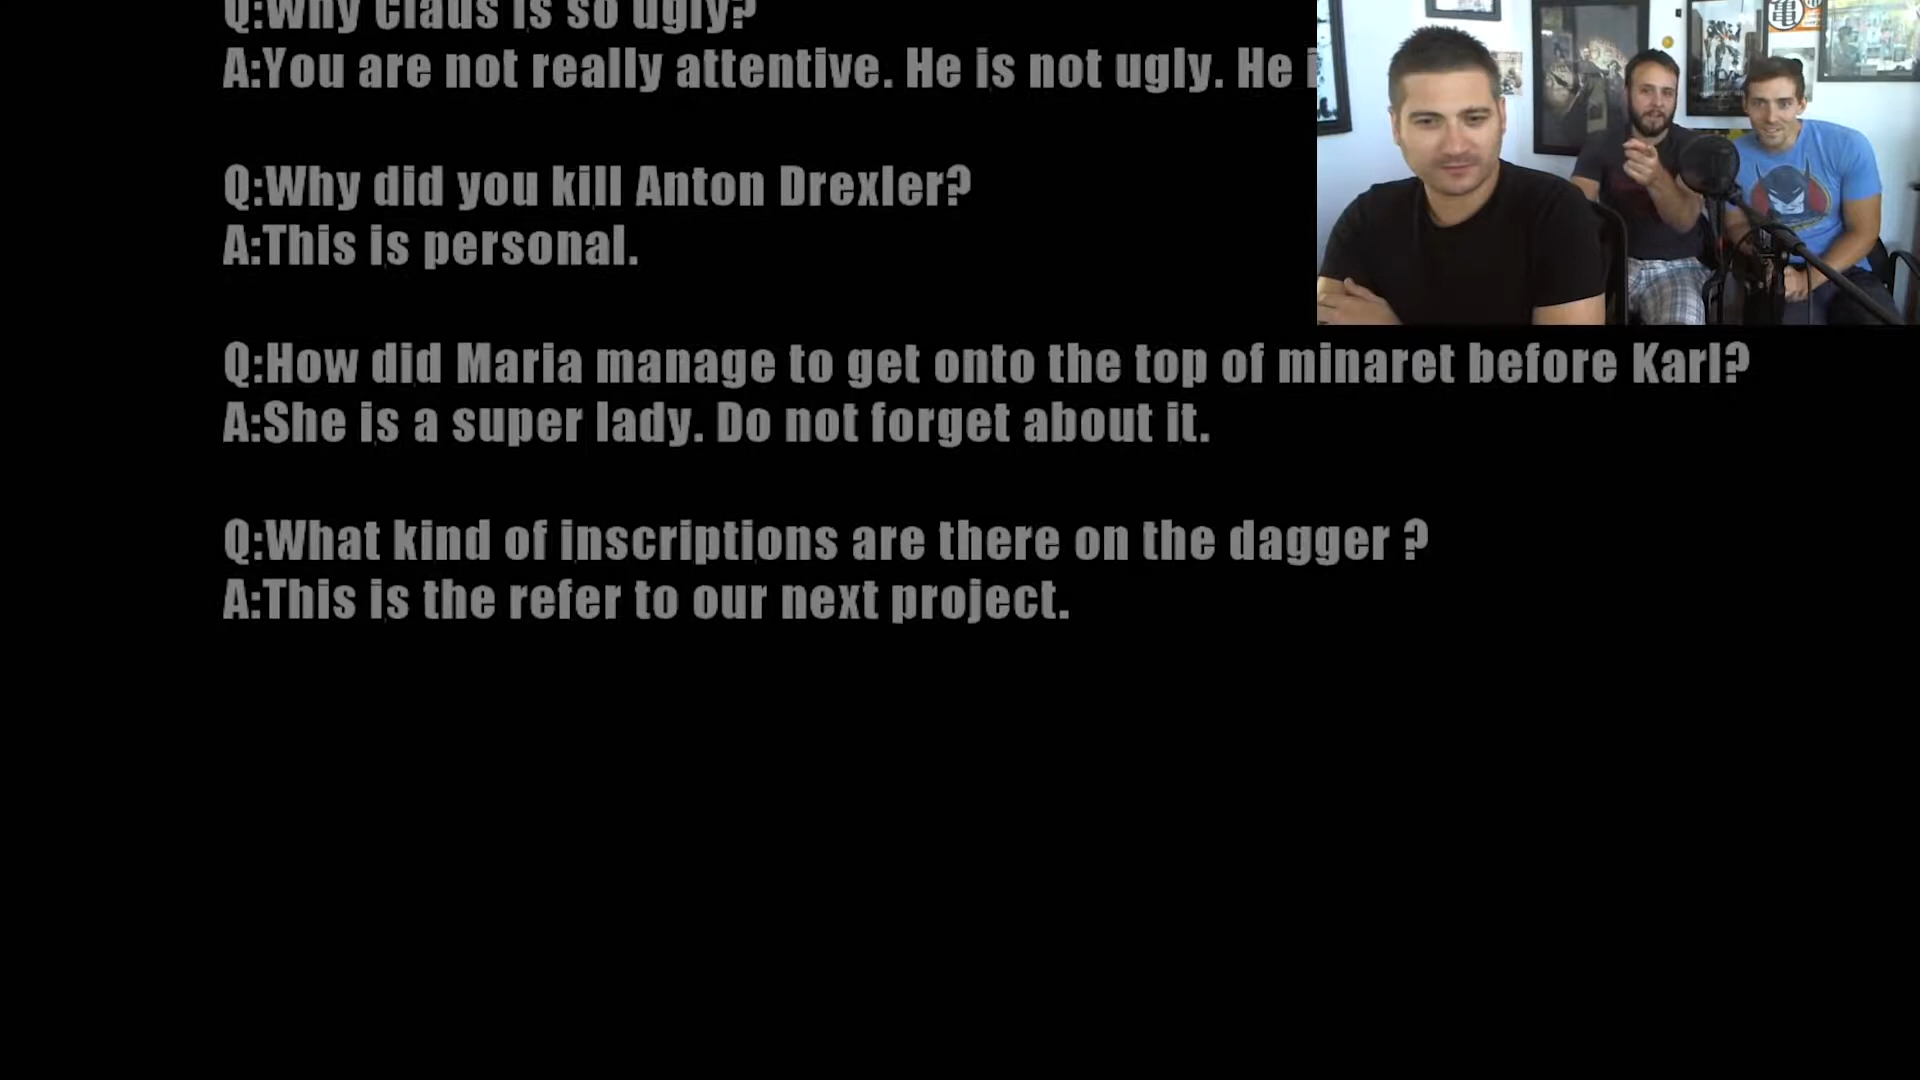 Q:Why Claus is so ugly?
A:You are not really attentive. He is not ugly. He
Q:Why did you kill Anton Drexler?
A:This is personal.
Q:How did Maria manage to get onto the top of minaret before Karl?
A:She is a super lady. Do not forget about it.
Q:What kind of inscriptions are there on the dagger ?
A:This is the refer to our next project.